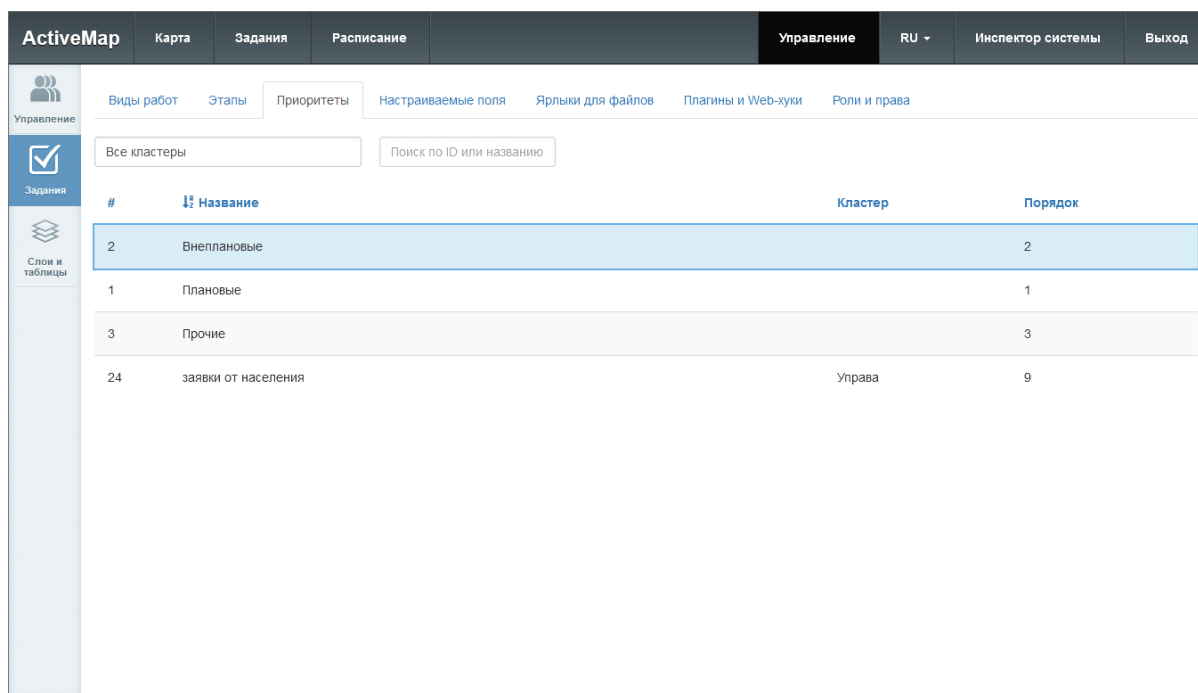 ActiveMap Карта Задания Расписание Управление RU Инспектор системы Выход
Управление
Задания
Слои и
таблицы
Виды работ Этапы Приоритеты Настраиваемые поля Ярлыки для файлов Плагины и Web-хуки Роли и права
Все кластеры Поиск по ID или названию
# Название Кластер Порядок
2 Внеплановые 2
1 Плановые 1
3 Прочие 3
24 заявки от населения Управа 9